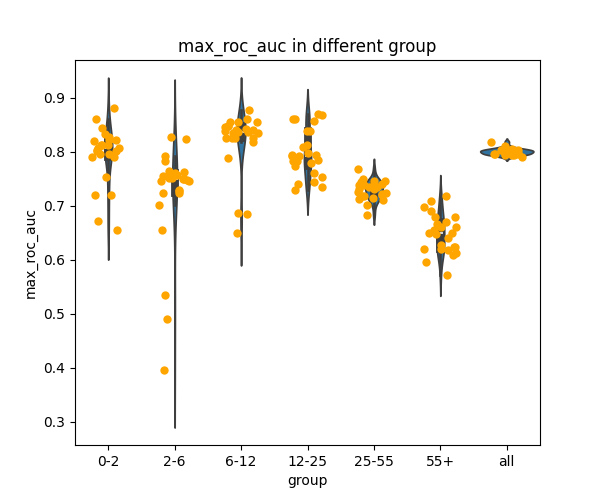 max_roc_auc in different group
max_roc_auc
0.9
0.8
0.7
0.6
0.5
0.4
0.3
0-2 2-6 6-12 12-25 25-55 55+ all
group